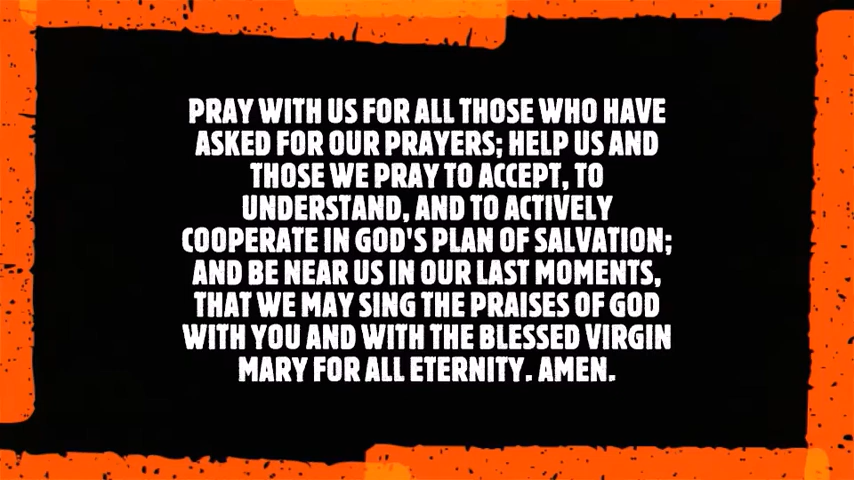 PRAY WITH US FOR ALL THOSE WHO HAVE
ASKED FOR OUR PRAYERS; HELP US AND
THOSE WE PRAY TO ACCEPT, TO
UNDERSTAND, AND TO ACTIVELY
COOPERATE IN GOD'S PLAN OF SALVATION;
AND BE NEAR US IN OUR LAST MOMENTS,
THAT WE MAY SING THE PRAISES OF GOD
WITH YOU AND WITH THE BLESSED VIRGIN
MARY FOR ALL ETERNITY. AMEN.